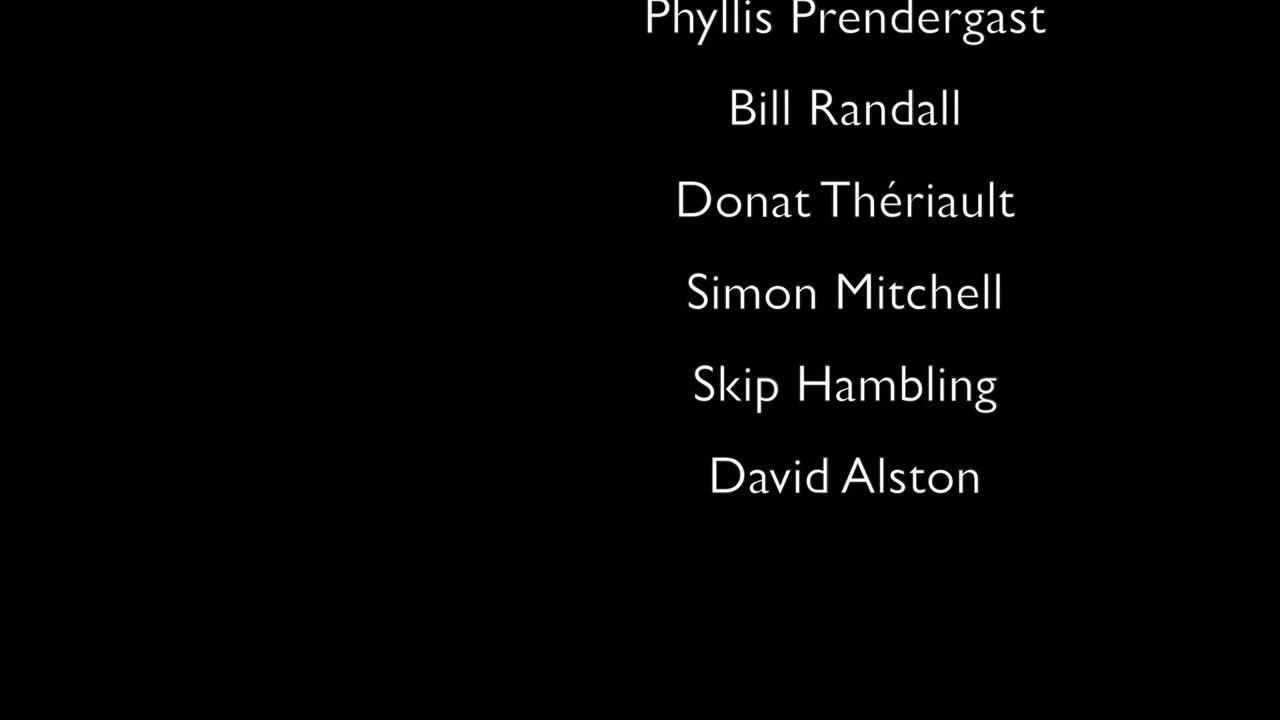 Phyllis Prendergast
Bill Randall
Donat Thériault
Simon Mitchell
Skip Hambling
David Alston